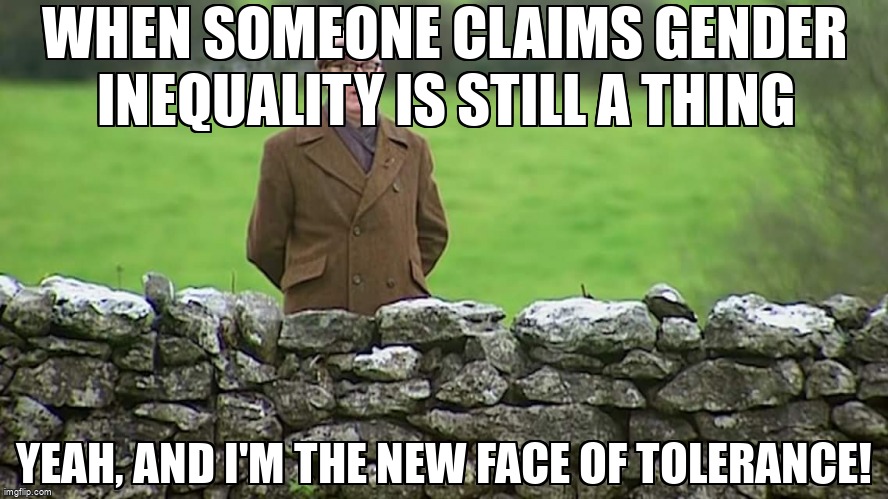 WHEN SOMEONE CLAIMS GENDER
INEQUALITY IS STILL A THING
YEAH, AND I'M THE NEW FACE OF TOLERANCE!
imgflip.com